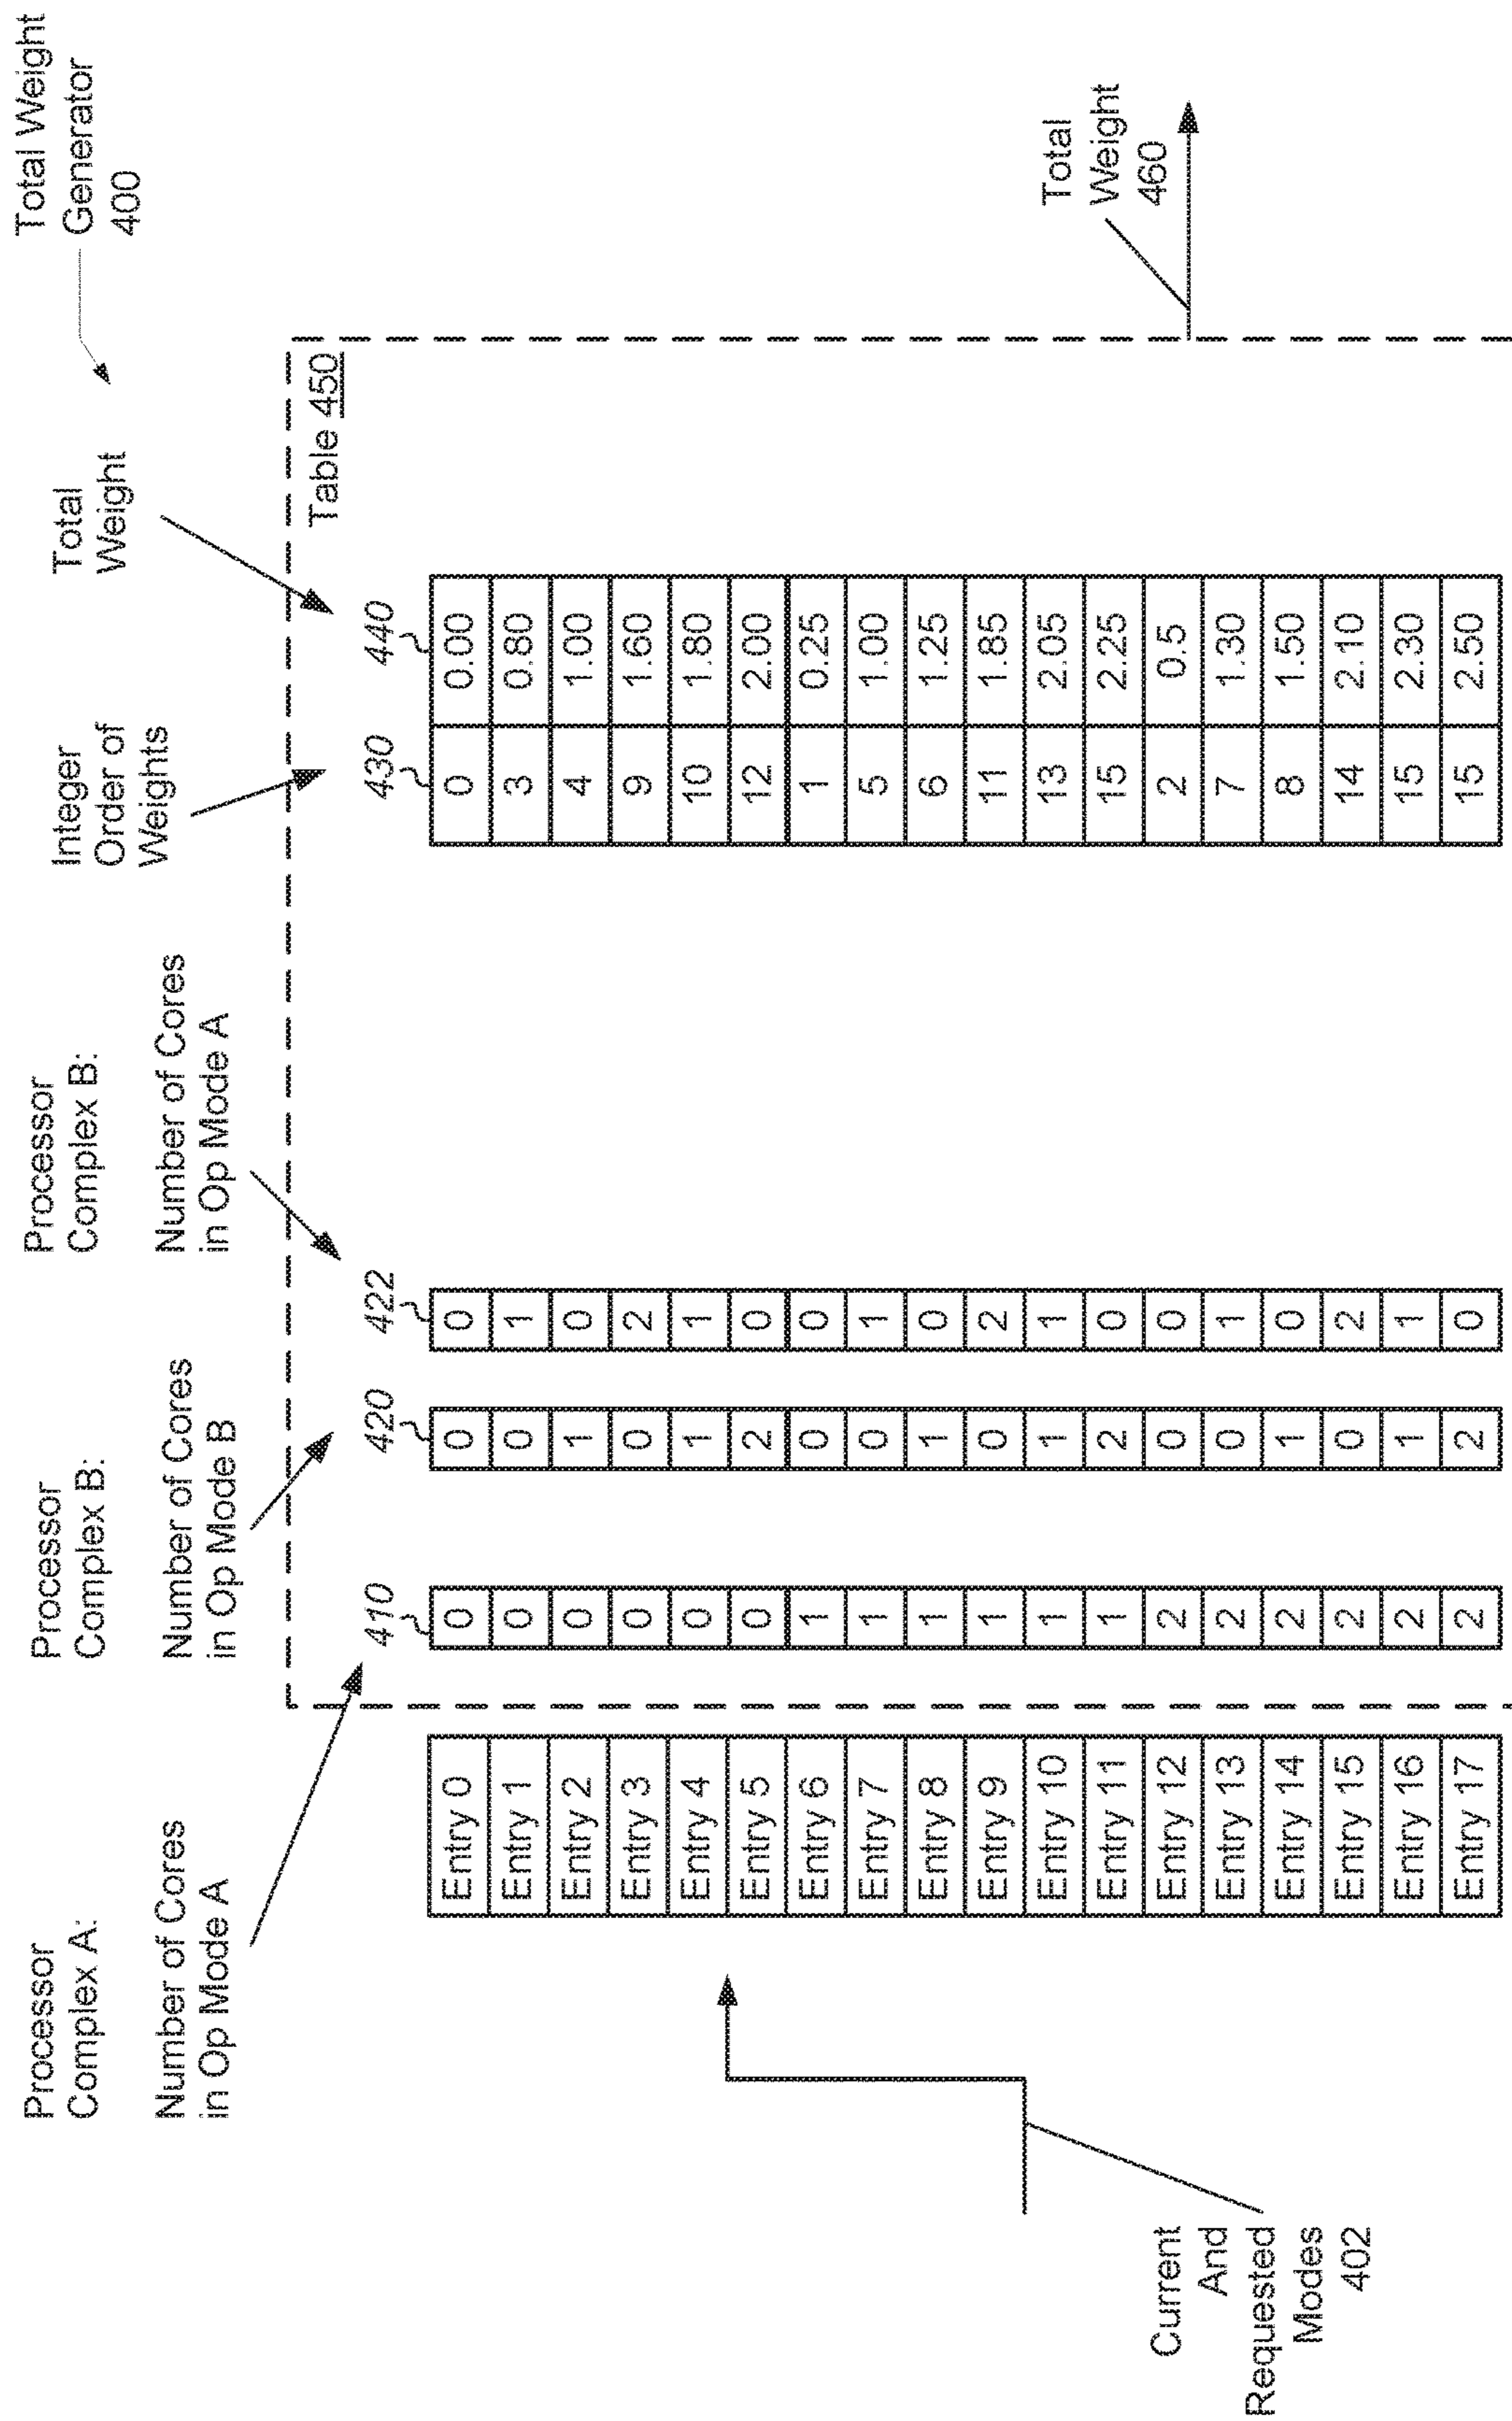 Total Weight
Generator
400
Processor
Complex A:
Number of Cores
in Op Mode A
Processor
Complex B:
Number of Cores
in Op Mode B
Processor
Complex B:
Number of Cores
in Op Mode A
Integer
Order of
Weights
Total
Weight
Table 450
410 420 422 430 440
Entry 0 0 0 0 0 0.00
Entry 1 0 0 1 3 0.80
Entry 2 0 1 0 4 1.00
Entry 3 0 0 2 9 1.60
Entry 4 0 1 1 10 1.80
Entry 5 0 2 0 12 2.00
Entry 6 1 0 0 1 0.25
Entry 7 1 0 1 5 1.00
Entry 8 1 1 0 6 1.25
Entry 9 1 0 2 11 1.85
Entry 10 1 1 1 13 2.05
Entry 11 1 2 0 15 2.25
Entry 12 2 0 0 2 0.5
Entry 13 2 0 1 7 1.30
Entry 14 2 1 0 8 1.50
Entry 15 2 0 2 14 2.10
Entry 16 2 1 1 15 2.30
Entry 17 2 2 0 15 2.50
Current
And
Requested
Modes
402
Total
Weight
460